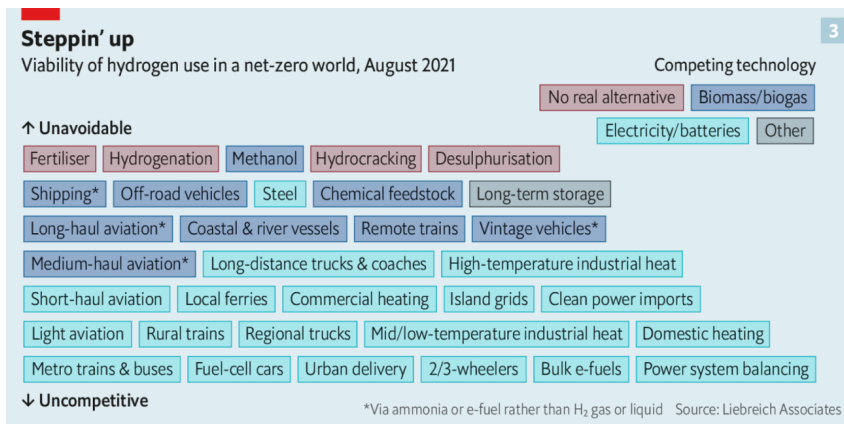 3
Steppin’ up
Viability of hydrogen use in a net-zero world, August 2021
Competing technology
No real alternative Biomass/biogas
Electricity/batteries Other
↑ Unavoidable
Fertiliser Hydrogenation Methanol Hydrocracking Desulphurisation
Shipping* Off-road vehicles Steel Chemical feedstock Long-term storage
Long-haul aviation* Coastal & river vessels Remote trains Vintage vehicles*
Medium-haul aviation* Long-distance trucks & coaches High-temperature industrial heat
Short-haul aviation Local ferries Commercial heating Island grids Clean power imports
Light aviation Rural trains Regional trucks Mid/low-temperature industrial heat Domestic heating
Metro trains & buses Fuel-cell cars Urban delivery 2/3-wheelers Bulk e-fuels Power system balancing
↓ Uncompetitive
*Via ammonia or e-fuel rather than H₂ gas or liquid Source: Liebreich Associates